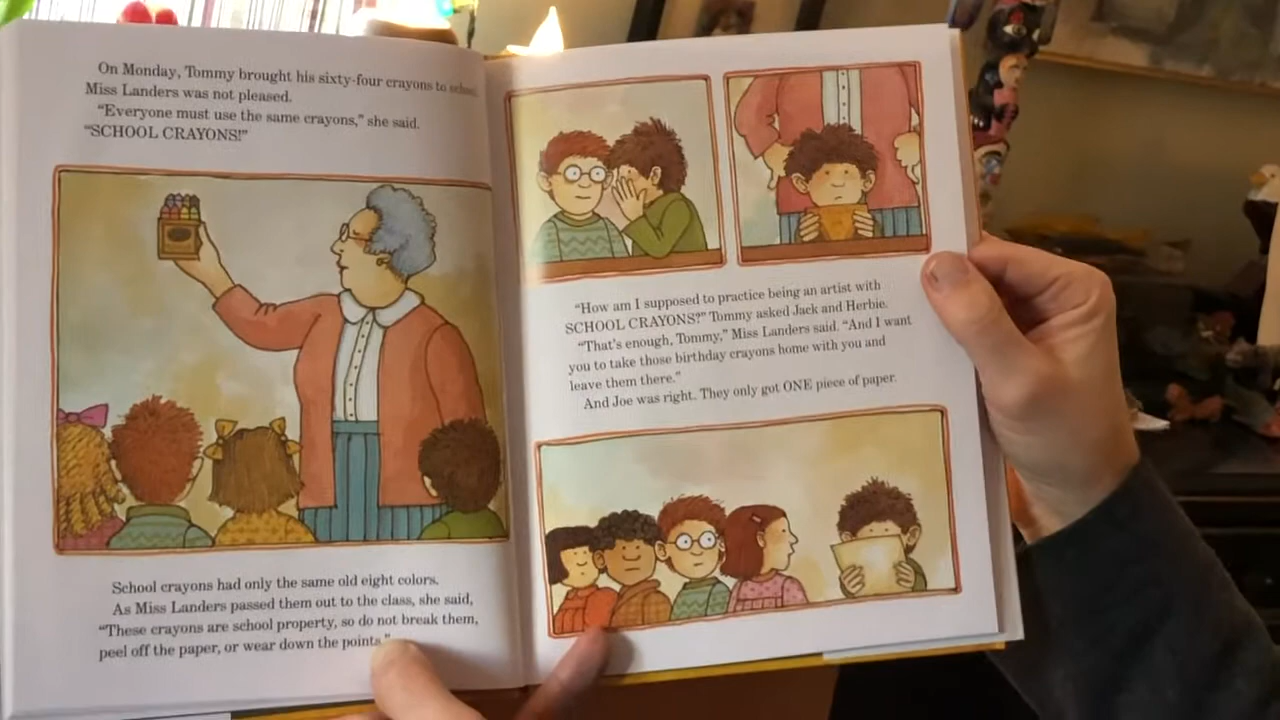 On Monday, Tommy brought his sixty-four crayons to school.
Miss Landers was not pleased.
"Everyone must use the same crayons," she said.
"SCHOOL CRAYONS!"
School crayons had only the same old eight colors.
As Miss Landers passed them out to the class, she said,
"These crayons are school property, so do not break them,
peel off the paper, or wear down the points."
"How am I supposed to practice being an artist with
SCHOOL CRAYONS?" Tommy asked Jack and Herbie.
"That's enough, Tommy," Miss Landers said. "And I want
you to take those birthday crayons home with you and
leave them there."
And Joe was right. They only got ONE piece of paper.